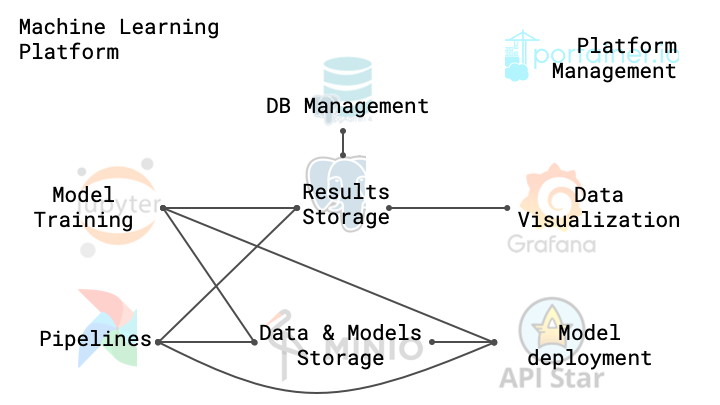 Machine Learning
Platform
portainer.io
Platform
Management
DB Management
Model
Training
jupyter
Results
Storage
Data
Visualization
Grafana
Pipelines
Data & Models
Storage
MINIO
Model
deployment
API Star